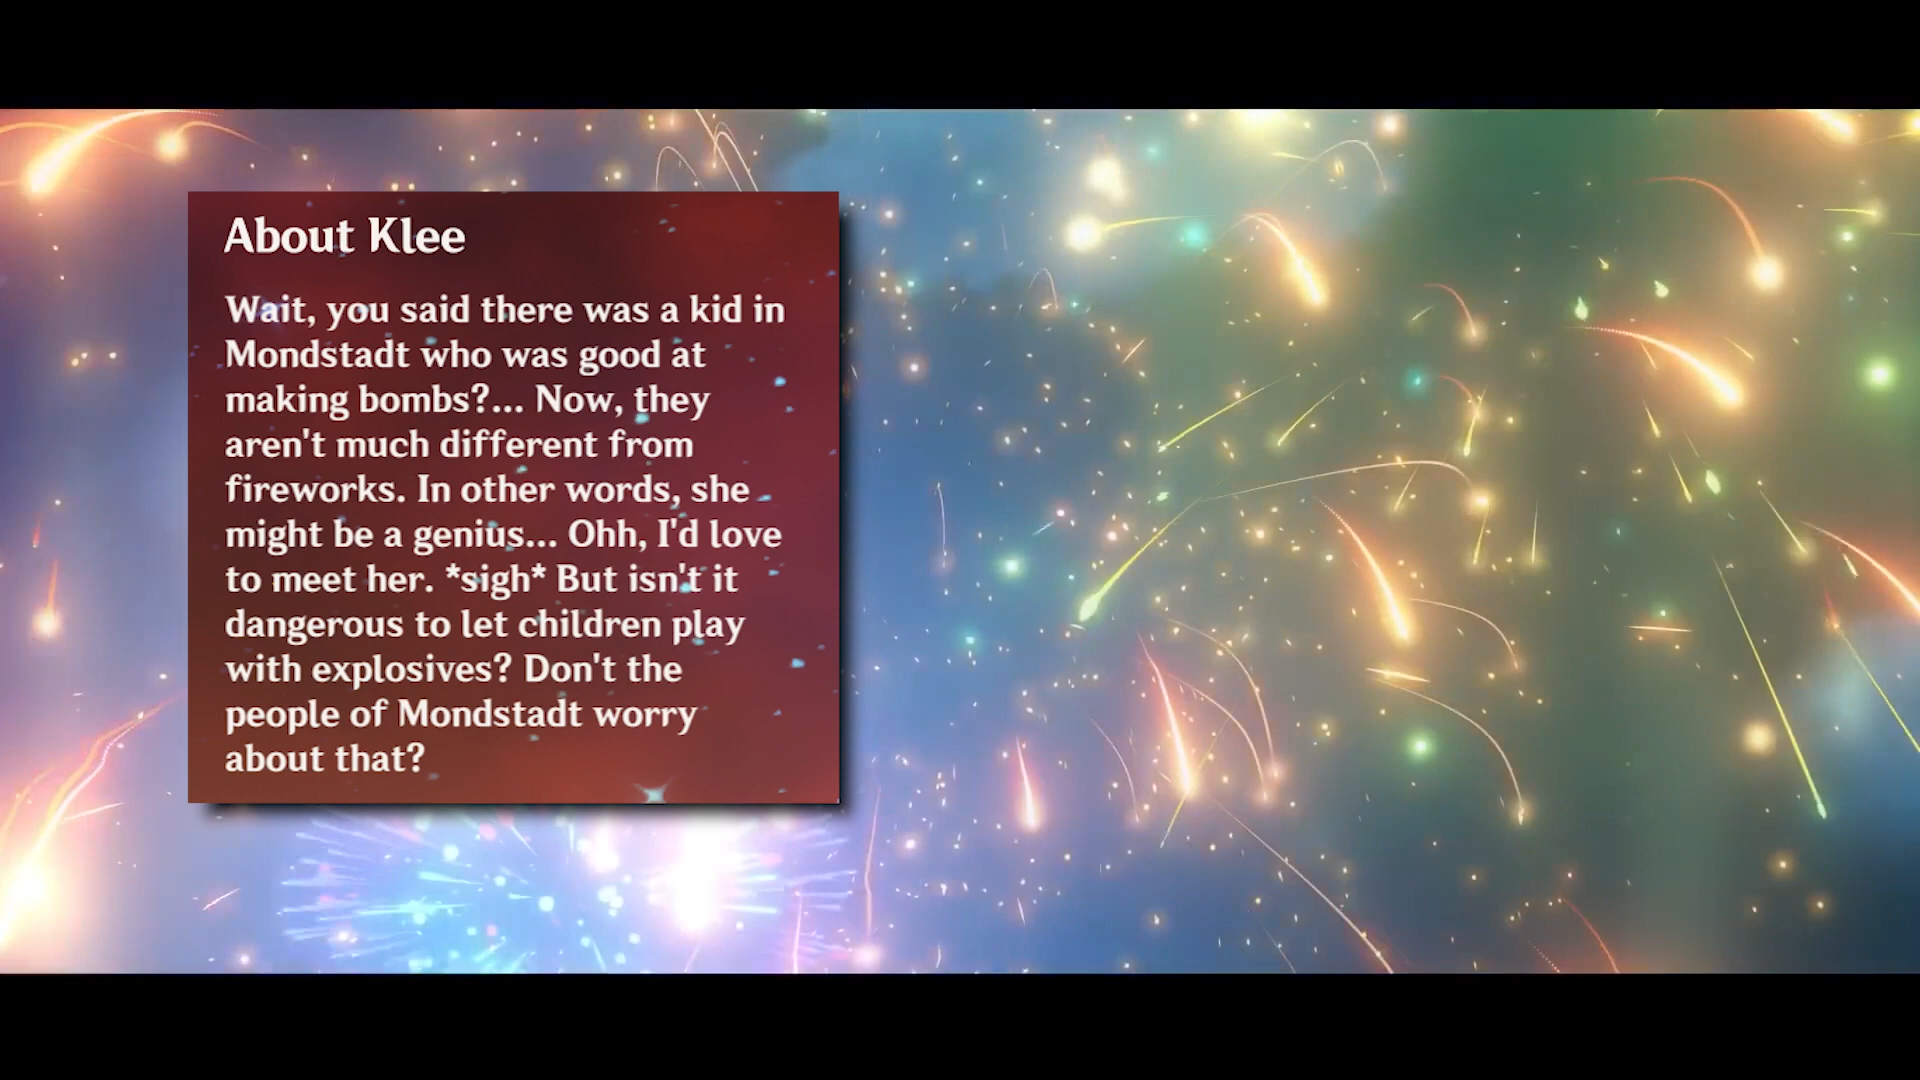 About Klee
Wait, you said there was a kid in
Mondstadt who was good at
making bombs?... Now, they
aren't much different from
fireworks. In other words, she
might be a genius... Ohh, I'd love
to meet her. *sigh* But isn't it
dangerous to let children play
with explosives? Don't the
people of Mondstadt worry
about that?